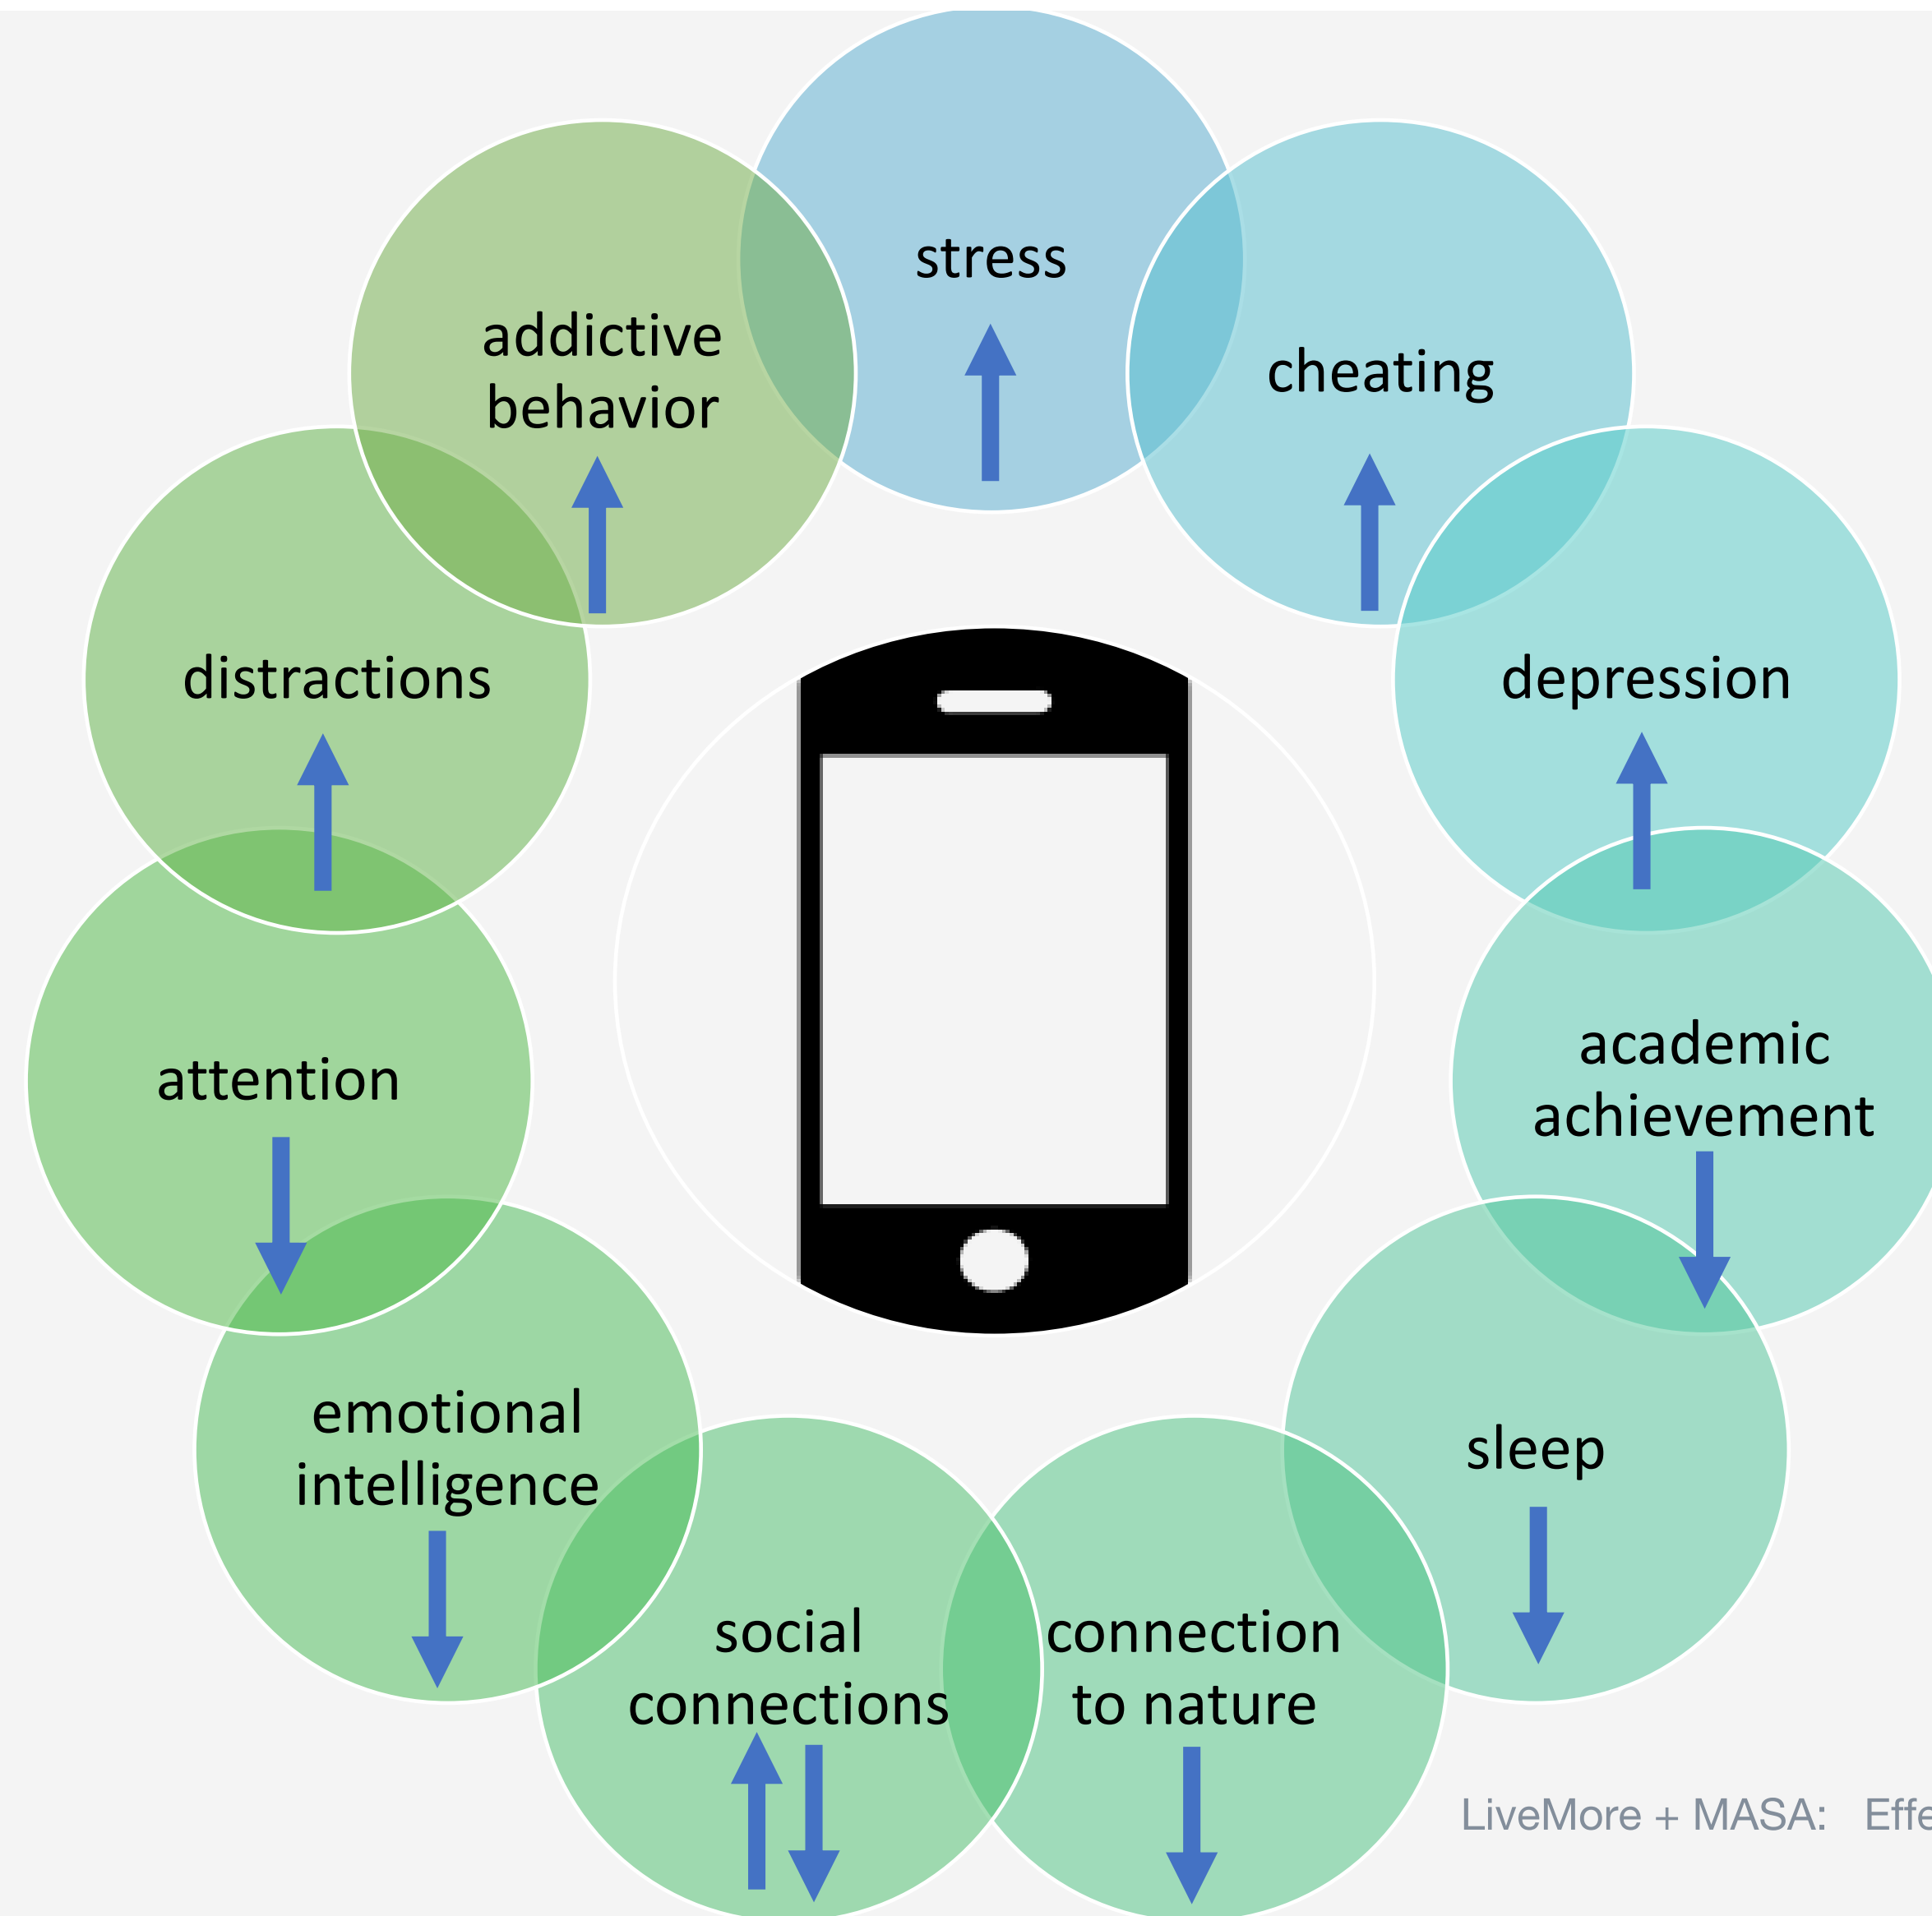 stress
addictive
behavior
cheating
distractions
depression
attention
academic
achievement
emotional
intelligence
sleep
social
connections
connection
to nature
LiveMore + MASA: Effe